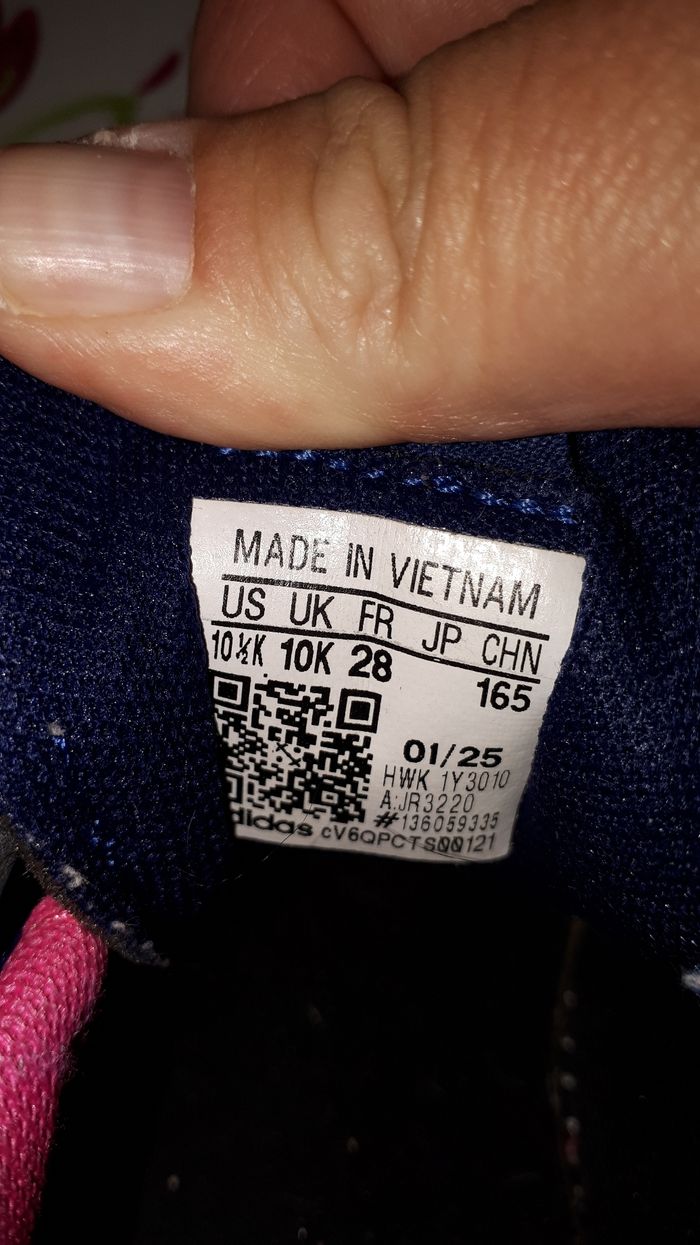 MADE IN VIETNAM
US UK FR JP CHN
10½K 10K 28 165
01/25
HWK 1Y3010
A:JR3220
#136059335
adidas cV6QPCTS00121